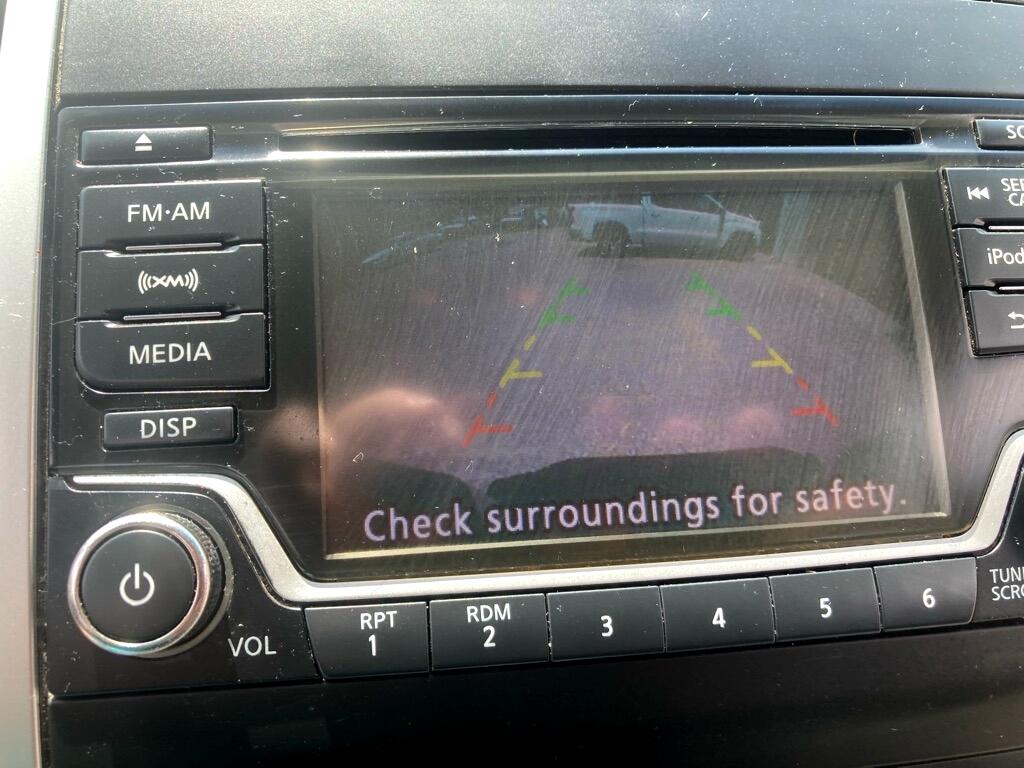 FM·AM
XM
MEDIA
DISP
VOL
Check surroundings for safety.
RPT
1
RDM
2
3
4
5
6
iPod